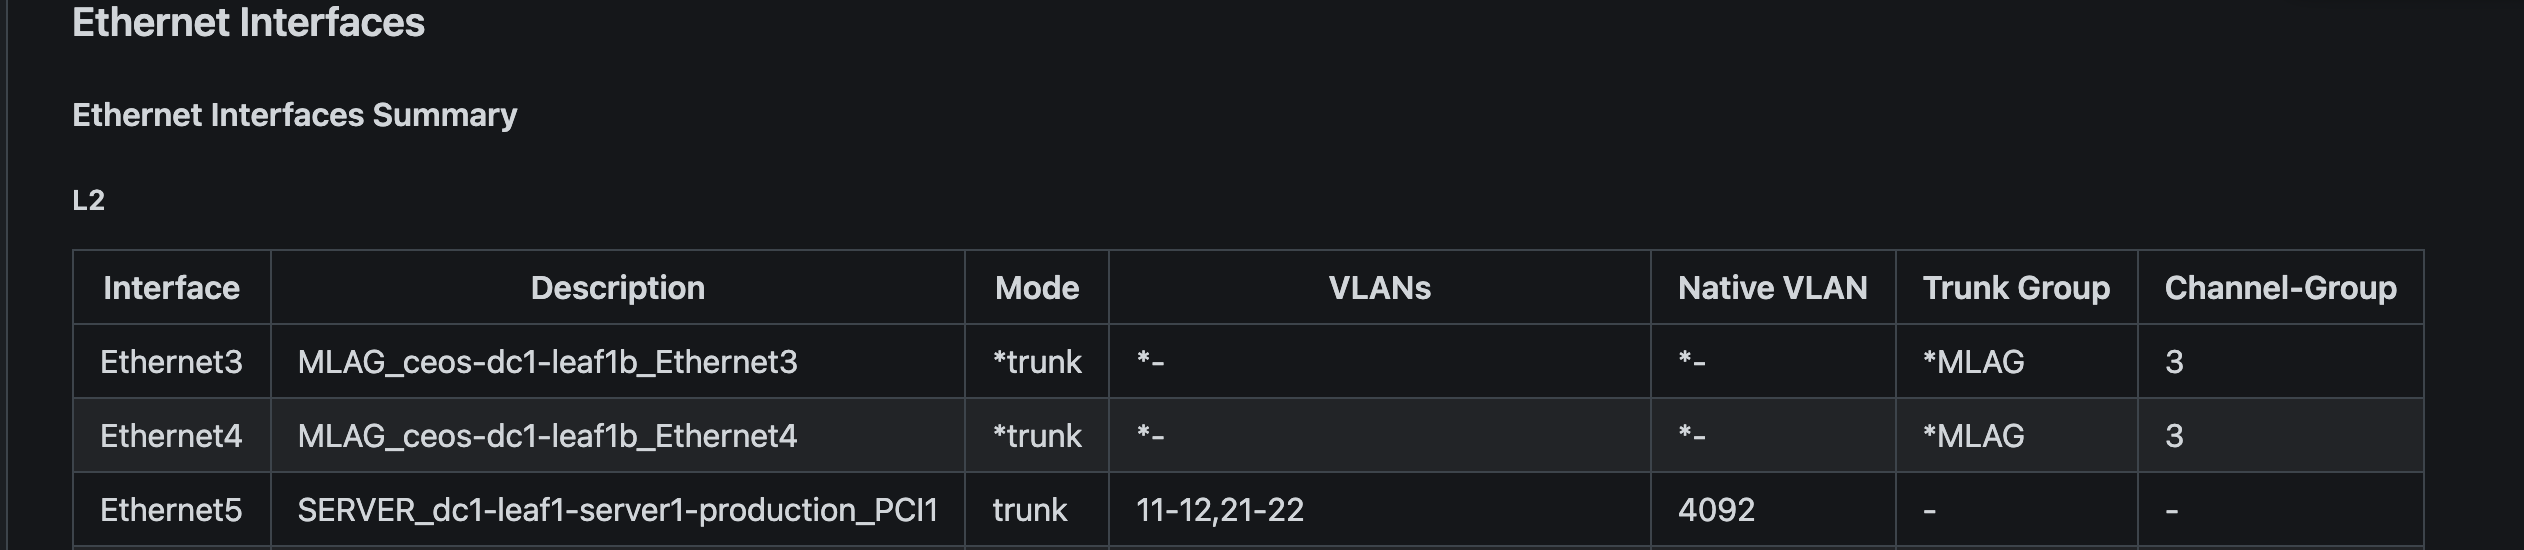 Ethernet Interfaces
Ethernet Interfaces Summary
L2
Interface Description Mode VLANs Native VLAN Trunk Group Channel-Group
Ethernet3 MLAG_ceos-dc1-leaf1b_Ethernet3 *trunk *- *- *MLAG 3
Ethernet4 MLAG_ceos-dc1-leaf1b_Ethernet4 *trunk *- *- *MLAG 3
Ethernet5 SERVER_dc1-leaf1-server1-production_PCI1 trunk 11-12,21-22 4092 - -